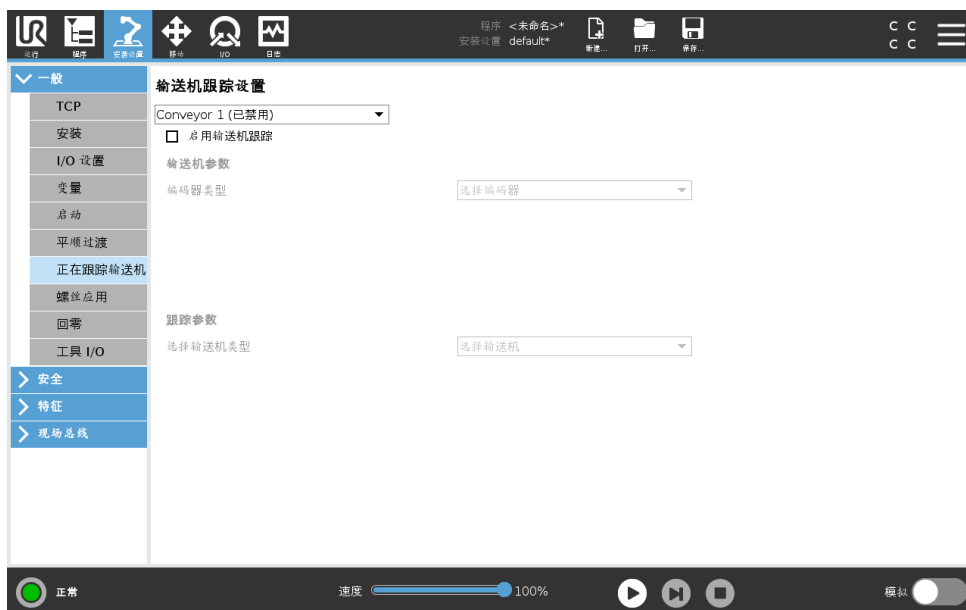 UR
运行
程序
安装设置
移动
I/O
日志
程序 <未命名>*
安装设置 default*
新建...
打开...
保存...
C C
C C
一般
TCP
安装
I/O 设置
变量
启动
平顺过渡
正在跟踪输送机
螺丝应用
回零
工具 I/O
安全
特征
现场总线
输送机跟踪设置
Conveyor 1 (已禁用)
启用输送机跟踪
输送机参数
编码器类型
选择编码器
跟踪参数
选择输送机类型
选择输送机
正常
速度
100%
模拟